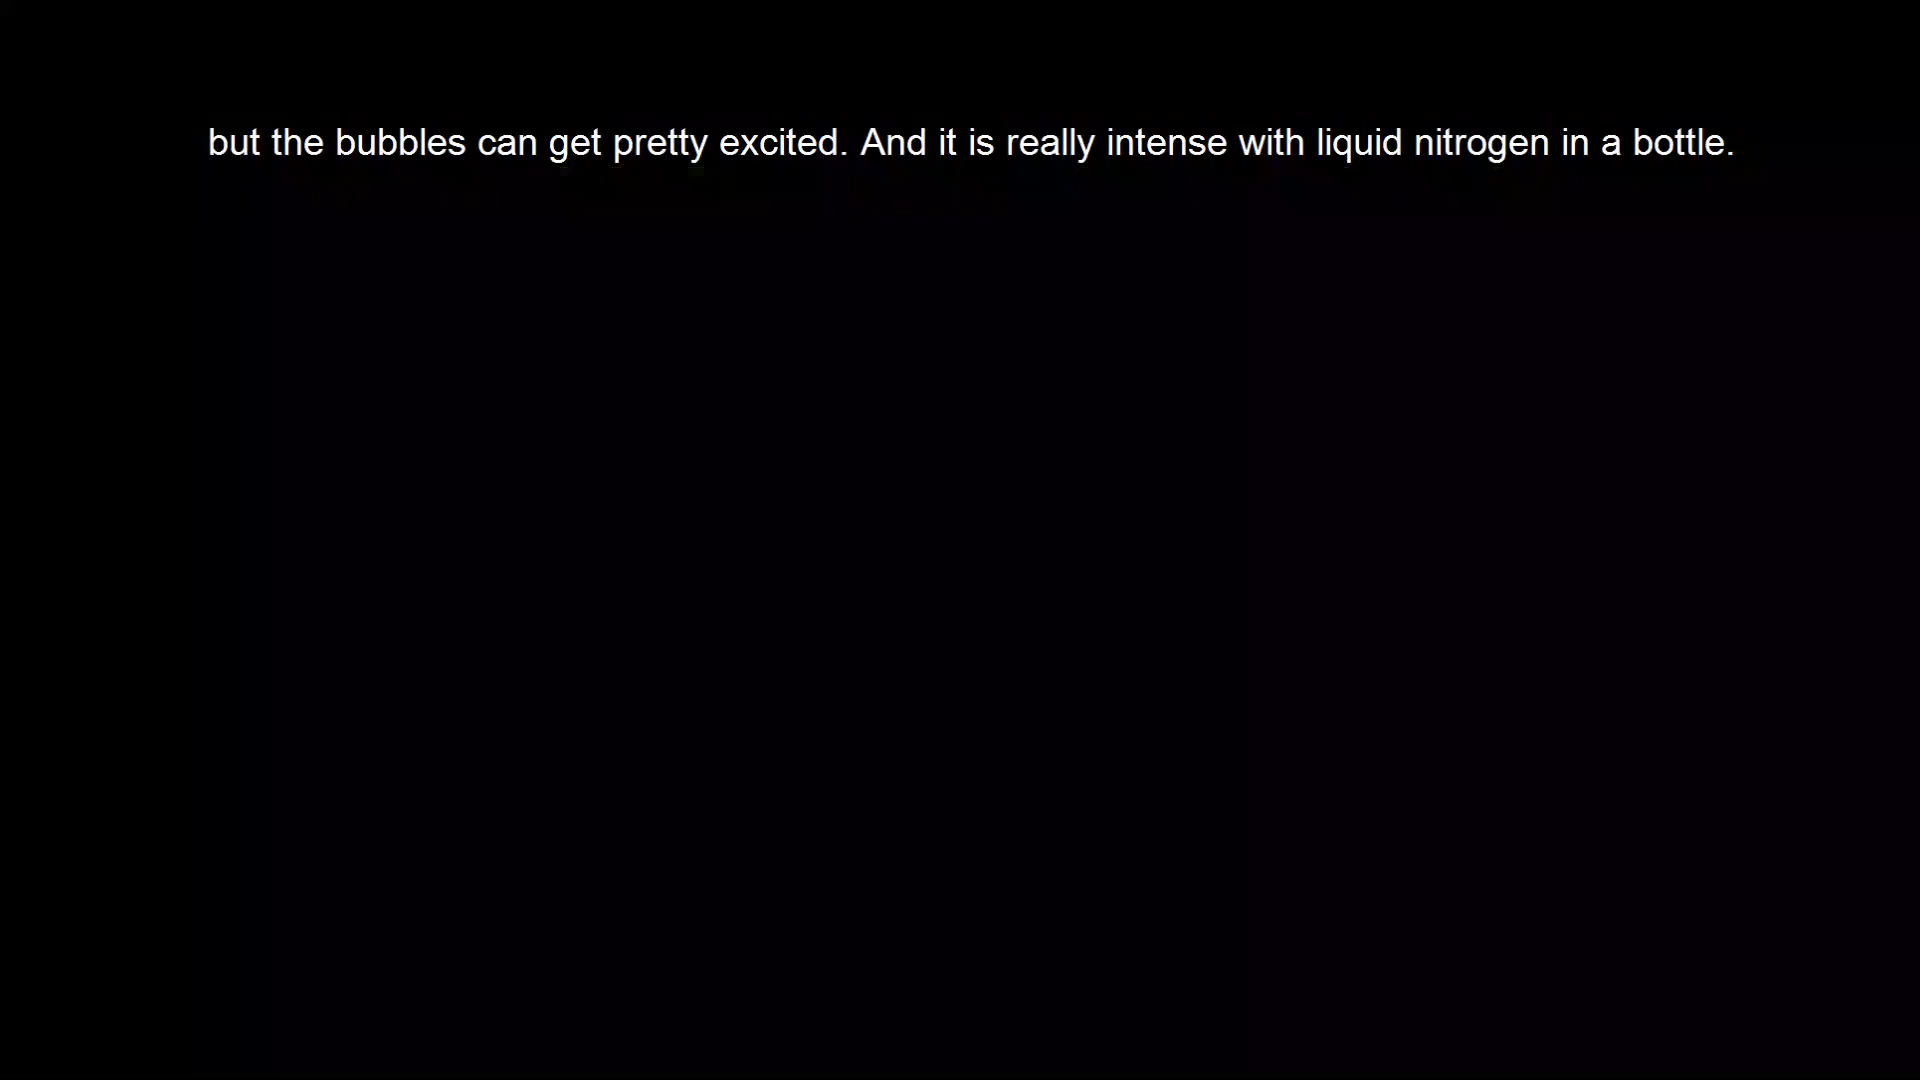 but the bubbles can get pretty excited. And it is really intense with liquid nitrogen in a bottle.